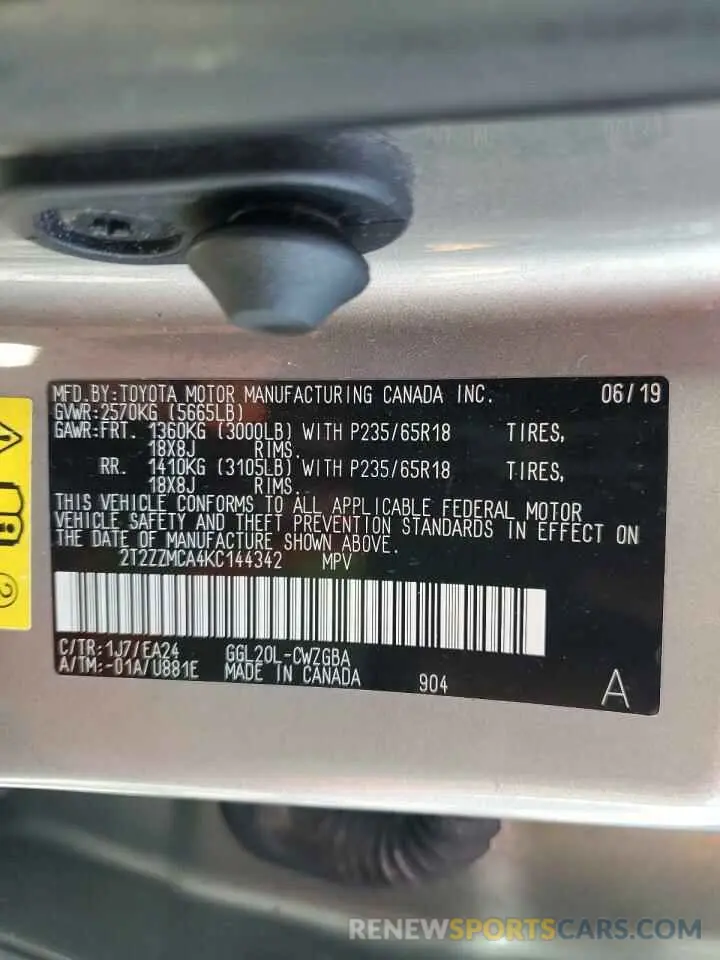 MFD.BY:TOYOTA MOTOR MANUFACTURING CANADA INC. 06/19
GVWR:2570KG (5665LB)
GAWR:FRT. 1360KG (3000LB) WITH P235/65R18 TIRES,
18X8J RIMS.
RR. 1410KG (3105LB) WITH P235/65R18 TIRES,
18X8J RIMS.
THIS VEHICLE CONFORMS TO ALL APPLICABLE FEDERAL MOTOR
VEHICLE SAFETY AND THEFT PREVENTION STANDARDS IN EFFECT ON
THE DATE OF MANUFACTURE SHOWN ABOVE.
2T2ZZMCA4KC144342 MPV
C/TR:1J7/EA24 GGL20L-CWZGBA
A/TM:-01A/U881E MADE IN CANADA 904
A
2
RENEWSPORTSCARS.COM